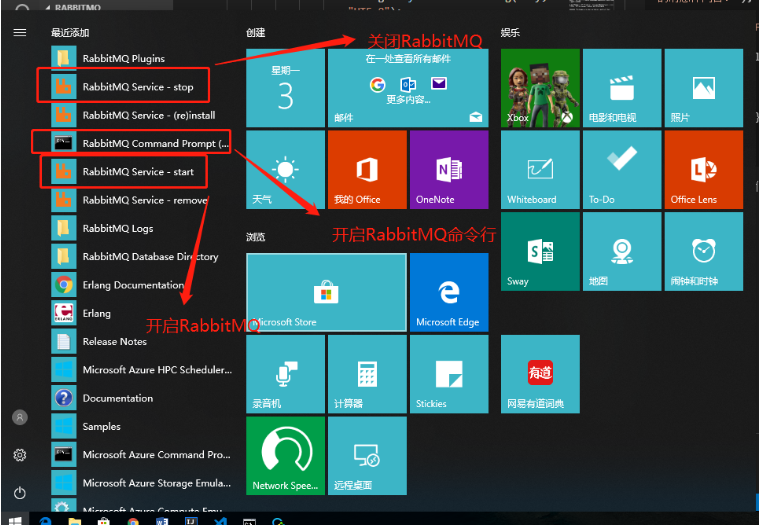 RABBITMQ
最近添加
RabbitMQ Plugins
RabbitMQ Service - stop
RabbitMQ Service - (re)install
RabbitMQ Command Prompt (...
RabbitMQ Service - start
RabbitMQ Service - remove
RabbitMQ Logs
RabbitMQ Database Directory
Erlang Documentation
Erlang
Release Notes
Microsoft Azure HPC Scheduler...
Documentation
Samples
Microsoft Azure Command Pro...
Microsoft Azure Storage Emula...
Microsoft Azure Compute Emu...
关闭RabbitMQ
开启RabbitMQ命令行
开启RabbitMQ
创建
星期一
3
在一处查看所有邮件
更多内容...
邮件
天气
我的 Office
OneNote
浏览
Microsoft Store
Microsoft Edge
录音机
计算器
Stickies
Network Spee...
远程桌面
娱乐
Xbox
电影和电视
照片
Whiteboard
To-Do
Office Lens
Sway
地图
闹钟和时钟
有道
网易有道词典